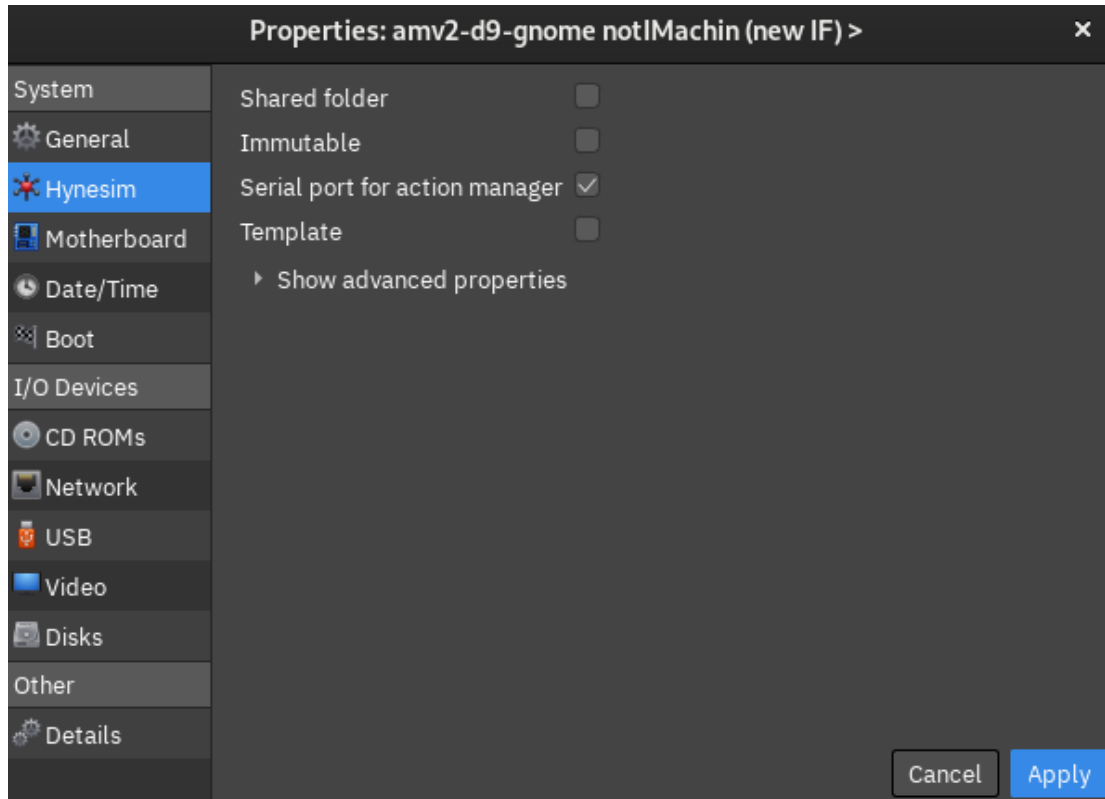 Properties: amv2-d9-gnome notIMachin (new IF) >
System
General
Hynesim
Motherboard
Date/Time
Boot
I/O Devices
CD ROMs
Network
USB
Video
Disks
Other
Details
Shared folder
Immutable
Serial port for action manager
Template
Show advanced properties
Cancel
Apply